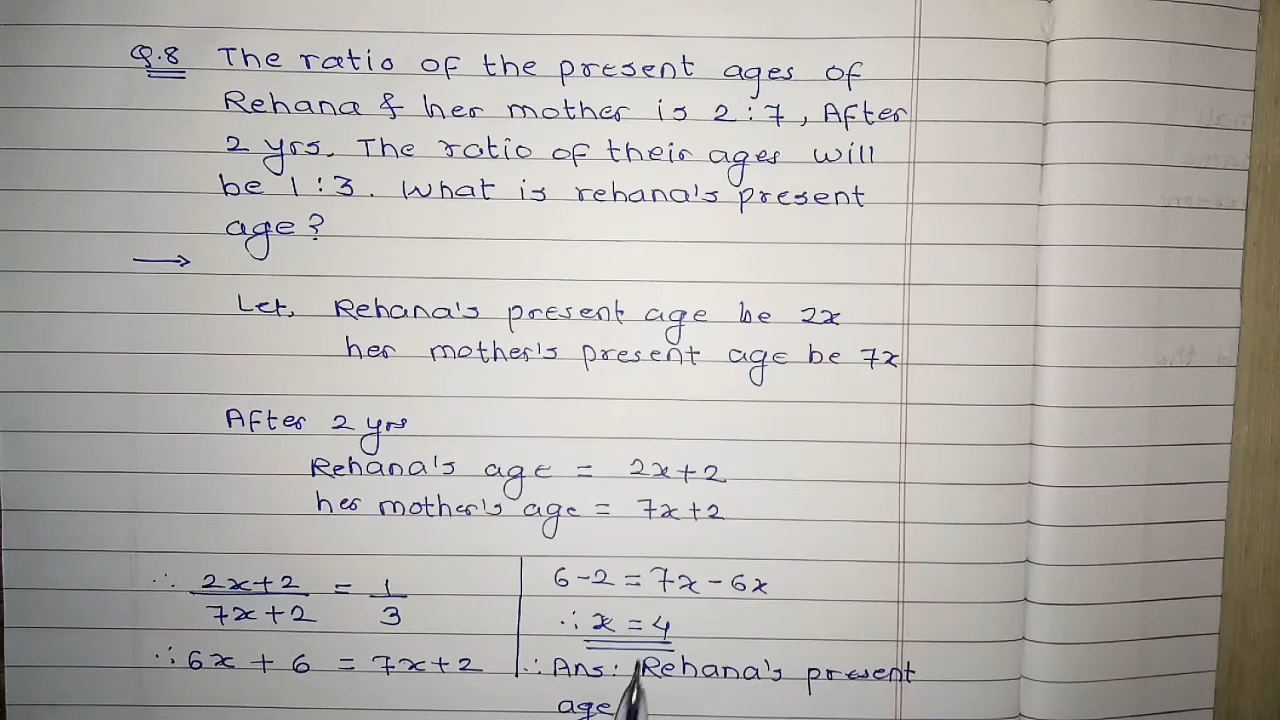 Q.8 The ratio of the present ages of
Rehana & her mother is 2:7, After
2 yrs. The ratio of their ages will
be 1:3. What is rehana's present
age?
→
Let, Rehana's present age be 2x
her mother's present age be 7x
After 2 yrs
Rehana's age = 2x+2
her mother's age = 7x+2
∴ 2x+2/7x+2 = 1/3
∴ 6x + 6 = 7x+2
6-2 = 7x-6x
∴ x = 4
∴ Ans: Rehana's present
age